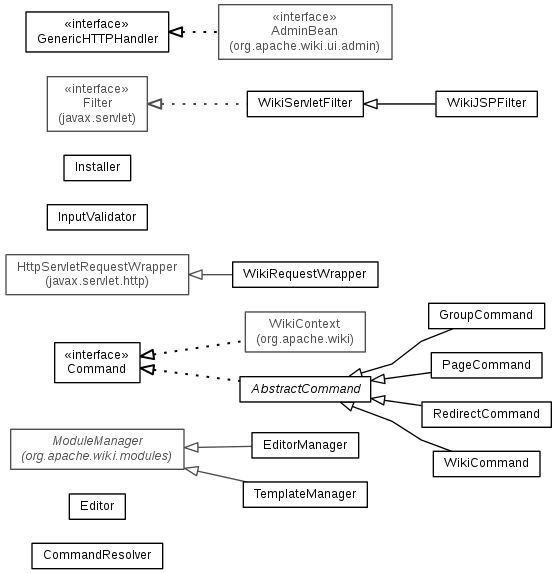 «interface»
GenericHTTPHandler
«interface»
AdminBean
(org.apache.wiki.ui.admin)
«interface»
Filter
(javax.servlet)
WikiServletFilter
WikiJSPFilter
Installer
InputValidator
HttpServletRequestWrapper
(javax.servlet.http)
WikiRequestWrapper
WikiContext
(org.apache.wiki)
GroupCommand
«interface»
Command
AbstractCommand
PageCommand
RedirectCommand
WikiCommand
ModuleManager
(org.apache.wiki.modules)
EditorManager
TemplateManager
Editor
CommandResolver